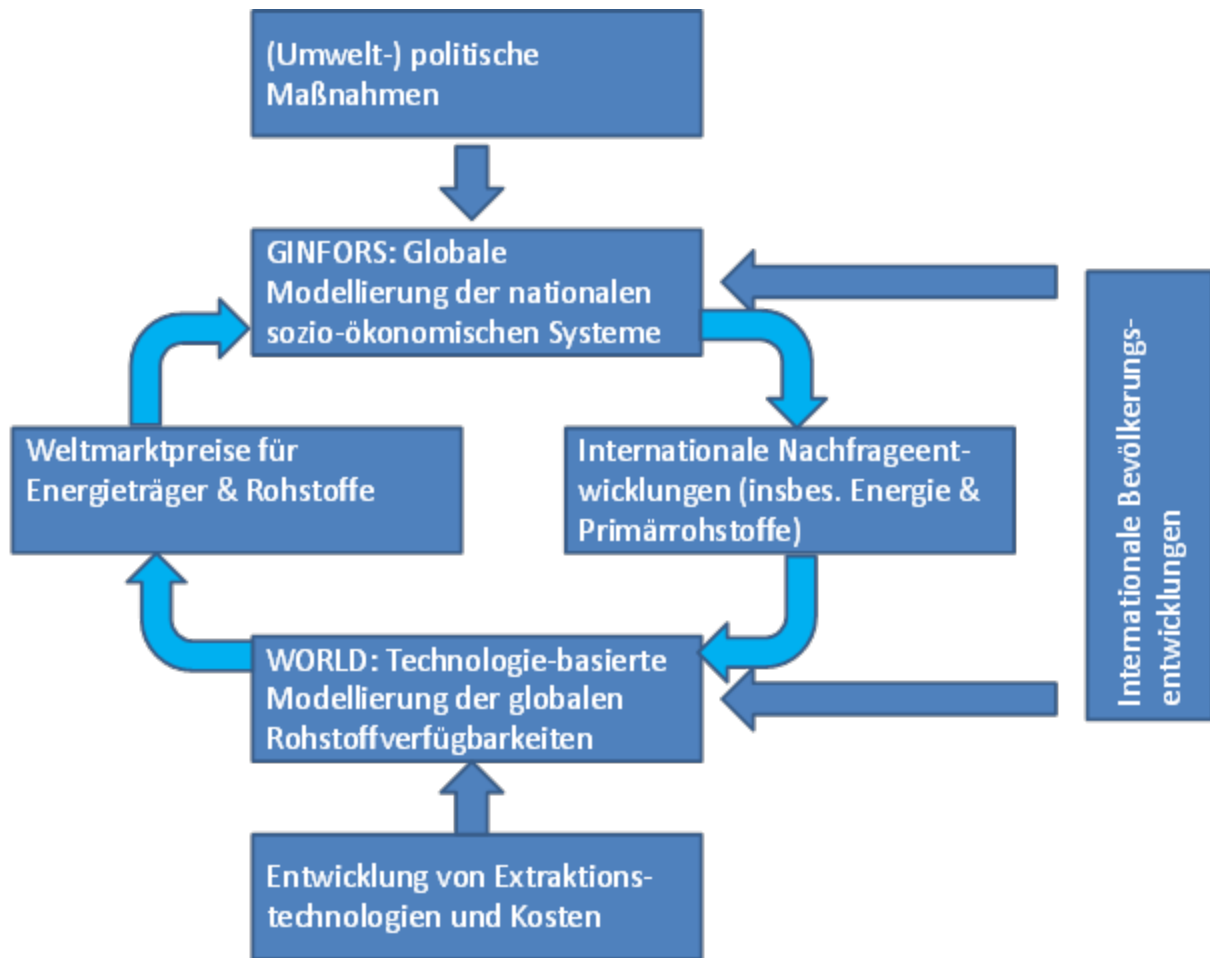 (Umwelt-) politische
Maßnahmen
GINFORS: Globale
Modellierung der nationalen
sozio-ökonomischen Systeme
Weltmarktpreise für
Energieträger & Rohstoffe
Internationale Nachfrageent-
wicklungen (insbes. Energie &
Primärrohstoffe)
Internationale Bevölkerungs-
entwicklungen
WORLD: Technologie-basierte
Modellierung der globalen
Rohstoffverfügbarkeiten
Entwicklung von Extraktions-
technologien und Kosten